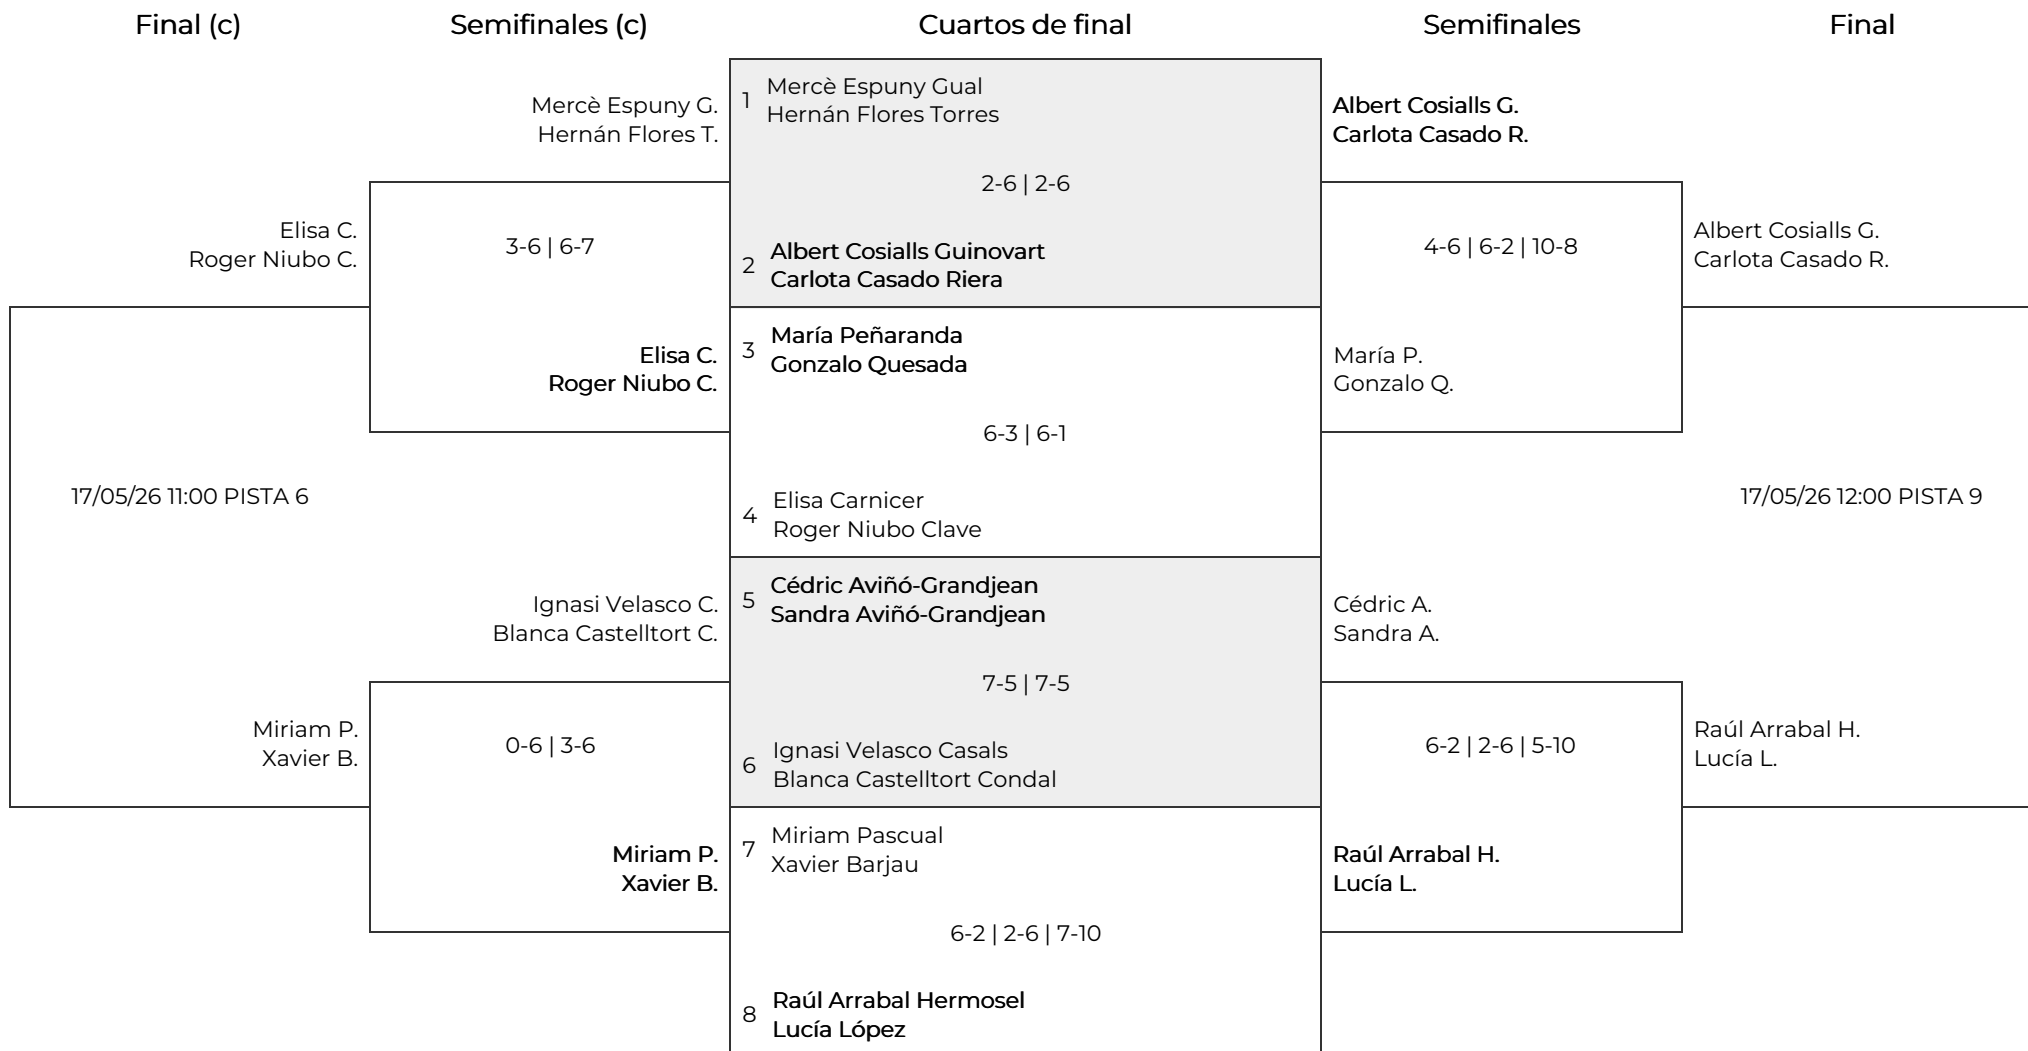 Final (c)
Semifinales (c)
Cuartos de final
Semifinales
Final
Elisa C.
Roger Niubo C.
17/05/26 11:00 PISTA 6
Miriam P.
Xavier B.
Mercè Espuny G.
Hernán Flores T.
3-6 | 6-7
Elisa C.
Roger Niubo C.
Ignasi Velasco C.
Blanca Castelltort C.
0-6 | 3-6
Miriam P.
Xavier B.
1
Mercè Espuny Gual
Hernán Flores Torres
2-6 | 2-6
2
Albert Cosialls Guinovart
Carlota Casado Riera
3
María Peñaranda
Gonzalo Quesada
6-3 | 6-1
4
Elisa Carnicer
Roger Niubo Clave
5
Cédric Aviñó-Grandjean
Sandra Aviñó-Grandjean
7-5 | 7-5
6
Ignasi Velasco Casals
Blanca Castelltort Condal
7
Miriam Pascual
Xavier Barjau
6-2 | 2-6 | 7-10
8
Raúl Arrabal Hermosel
Lucía López
Albert Cosialls G.
Carlota Casado R.
4-6 | 6-2 | 10-8
María P.
Gonzalo Q.
Cédric A.
Sandra A.
6-2 | 2-6 | 5-10
Raúl Arrabal H.
Lucía L.
Albert Cosialls G.
Carlota Casado R.
17/05/26 12:00 PISTA 9
Raúl Arrabal H.
Lucía L.